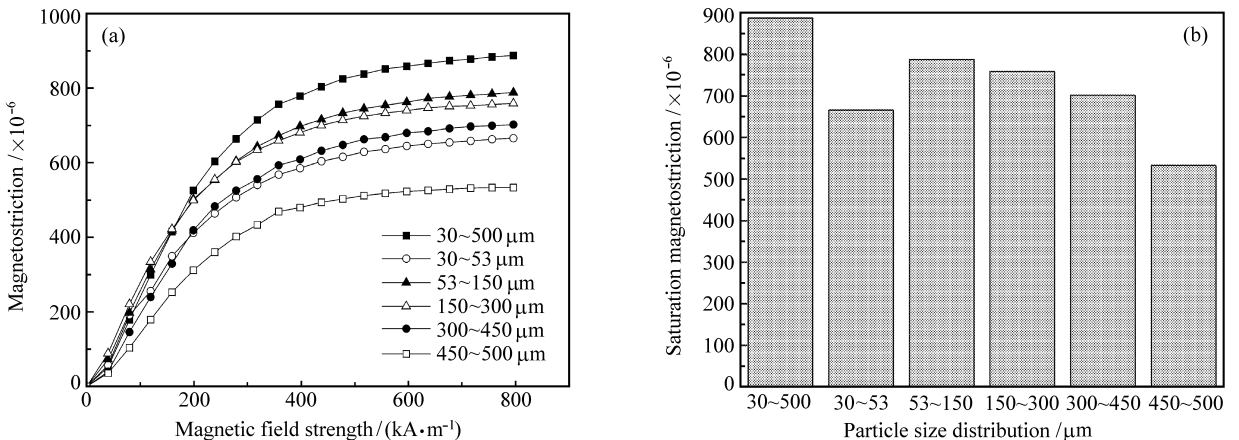 (a)
Magnetostriction /×10⁻⁶
1000
800
600
400
200
0
0 200 400 600 800
Magnetic field strength / (kA•m⁻¹)
30~500 μm
30~53 μm
53~150 μm
150~300 μm
300~450 μm
450~500 μm
(b)
Saturation magnetostriction / ×10⁻⁶
900
800
700
600
500
400
300
200
100
0
30~500 30~53 53~150 150~300 300~450 450~500
Particle size distribution /μm